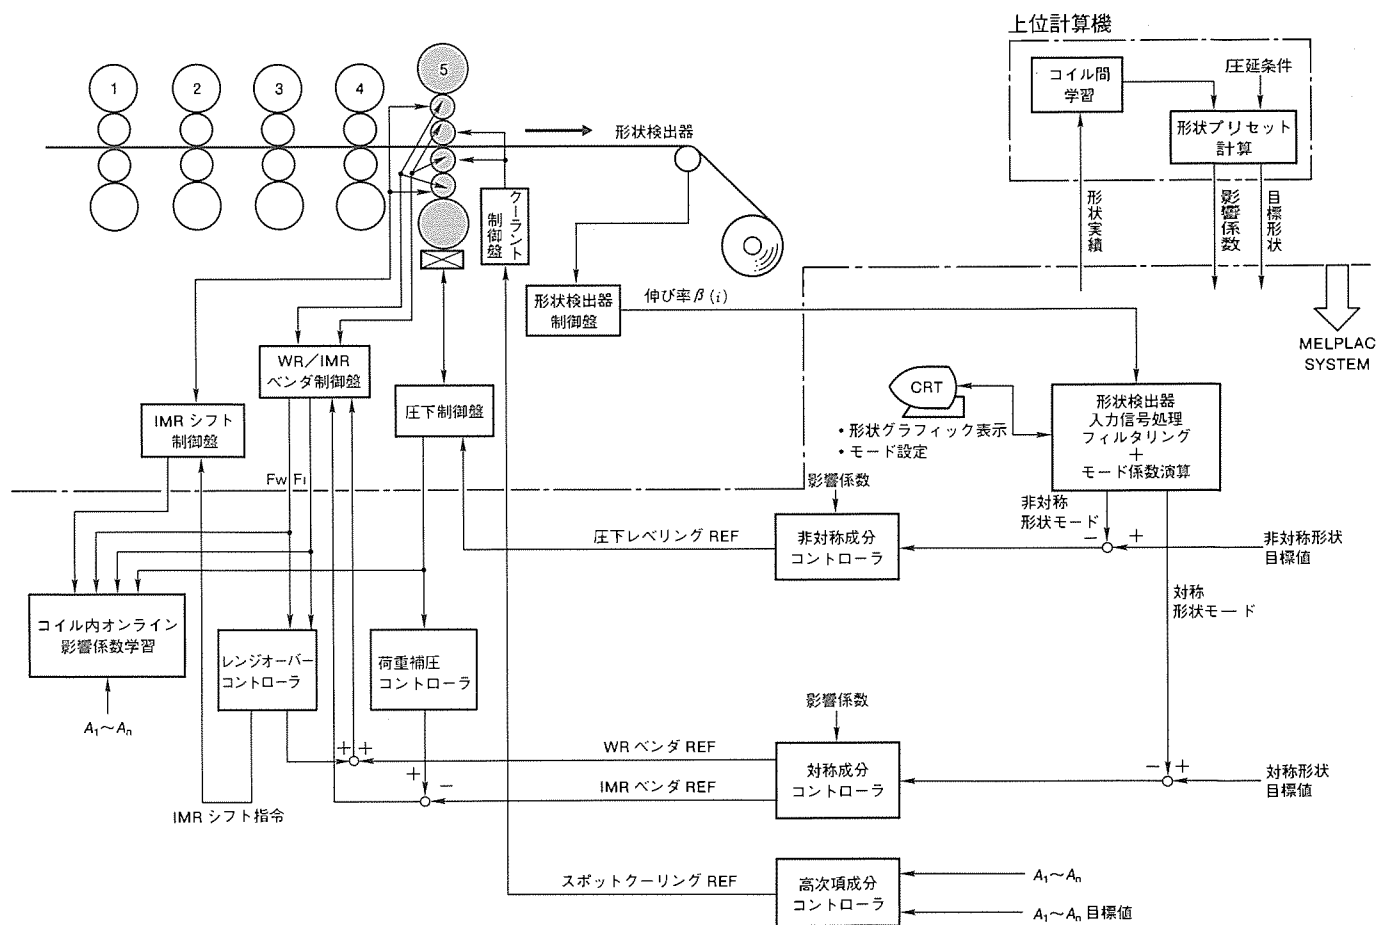 上位計算機
コイル間
学習
圧延条件
形状プリセット
計算
形状実績
影響係数
目標形状
MELPLAC
SYSTEM
1
2
3
4
5
形状検出器
クーラント
制御盤
形状検出器
制御盤
伸び率β(i)
WR/IMR
ベンダ制御盤
圧下制御盤
IMR シフト
制御盤
CRT
・形状グラフィック表示
・モード設定
形状検出器
入力信号処理
フィルタリング
+
モード係数演算
Fw FI
影響係数
非対称
形状モード
圧下レベリング REF
非対称成分
コントローラ
− +
非対称形状
目標値
対称
形状モード
コイル内オンライン
影響係数学習
A1〜An
レンジオーバー
コントローラ
荷重補圧
コントローラ
影響係数
+ +
WR ベンダ REF
+ −
IMR ベンダ REF
対称成分
コントローラ
− +
対称形状
目標値
IMR シフト指令
スポットクーリング REF
高次項成分
コントローラ
A1〜An
A1〜An 目標値